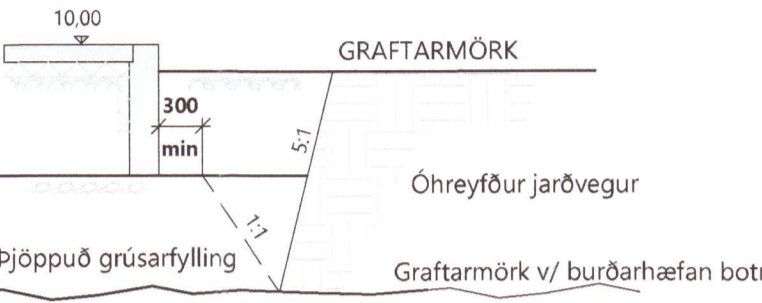 10,00
GRAFTARMÖRK
300
min
5:1
Óhreyfður jarðvegur
1:1
Þjöppuð grúsarfylling
Graftarmörk v/ burðarhæfan botn